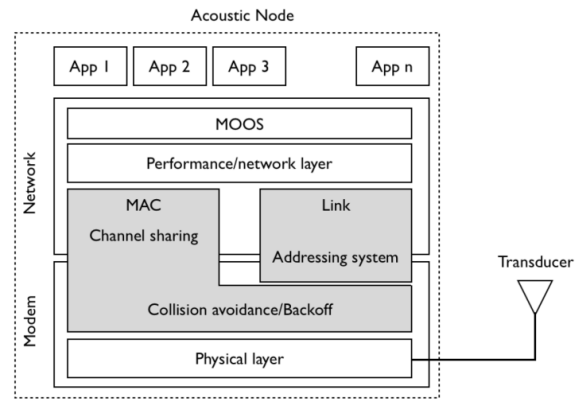 Acoustic Node
App 1
App 2
App 3
App n
Network
MOOS
Performance/network layer
MAC
Channel sharing
Link
Addressing system
Transducer
Modem
Collision avoidance/Backoff
Physical layer